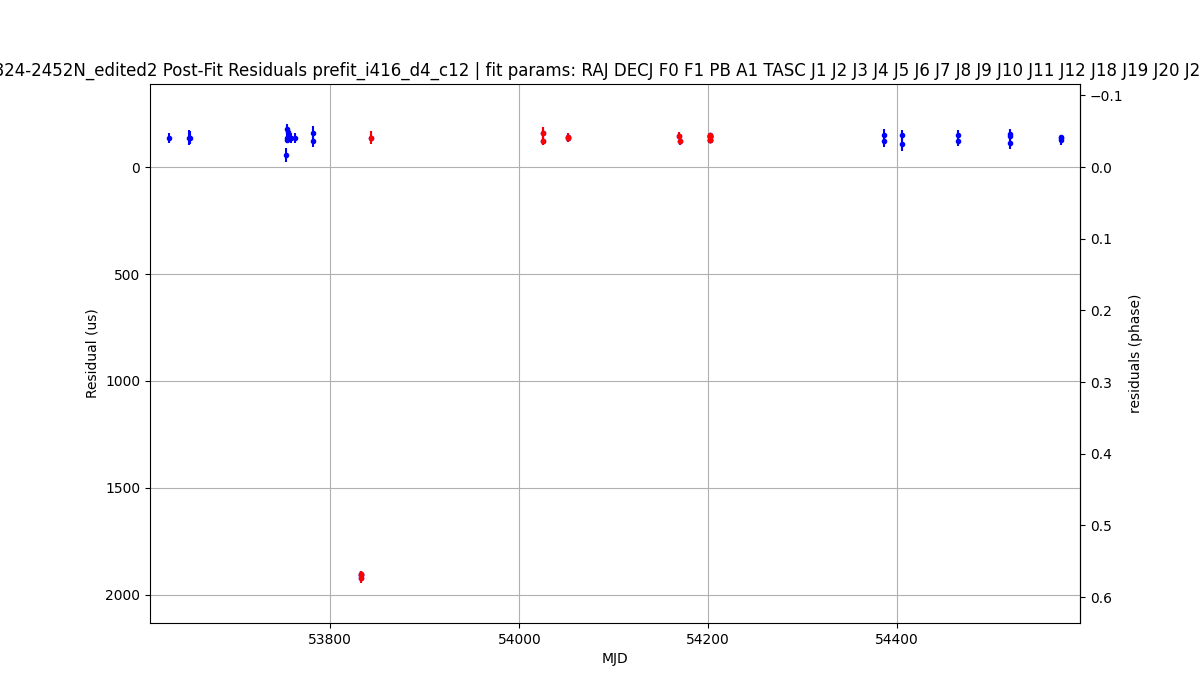 324-2452N_edited2 Post-Fit Residuals prefit_i416_d4_c12 | fit params: RAJ DECJ F0 F1 PB A1 TASC J1 J2 J3 J4 J5 J6 J7 J8 J9 J10 J11 J12 J18 J19 J20 J2
−0.1
0 0.0
500 0.1
0.2
1000 0.3
0.4
1500 0.5
2000 0.6
Residual (us)
residuals (phase)
53800 54000 54200 54400
MJD